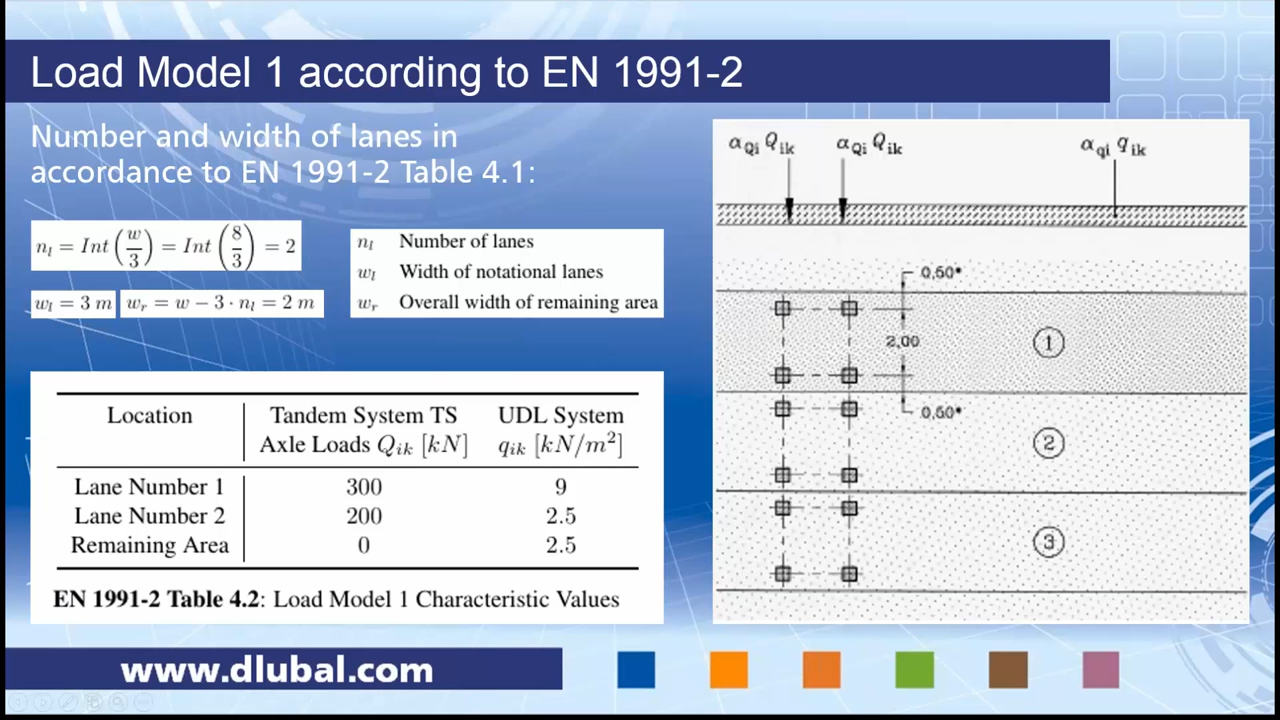 Load Model 1 according to EN 1991-2
Number and width of lanes in
accordance to EN 1991-2 Table 4.1:
n_l = Int (w/3) = Int (8/3) = 2
w_l = 3 m
w_r = w − 3 · n_l = 2 m
n_l Number of lanes
w_l Width of notational lanes
w_r Overall width of remaining area
Location Tandem System TS UDL System
Axle Loads Q_ik [kN] q_ik [kN/m²]
Lane Number 1 300 9
Lane Number 2 200 2.5
Remaining Area 0 2.5
EN 1991-2 Table 4.2: Load Model 1 Characteristic Values
α_Qi Q_ik α_Qi Q_ik α_qi q_ik
0,50*
2,00
0,50*
1
2
3
www.dlubal.com